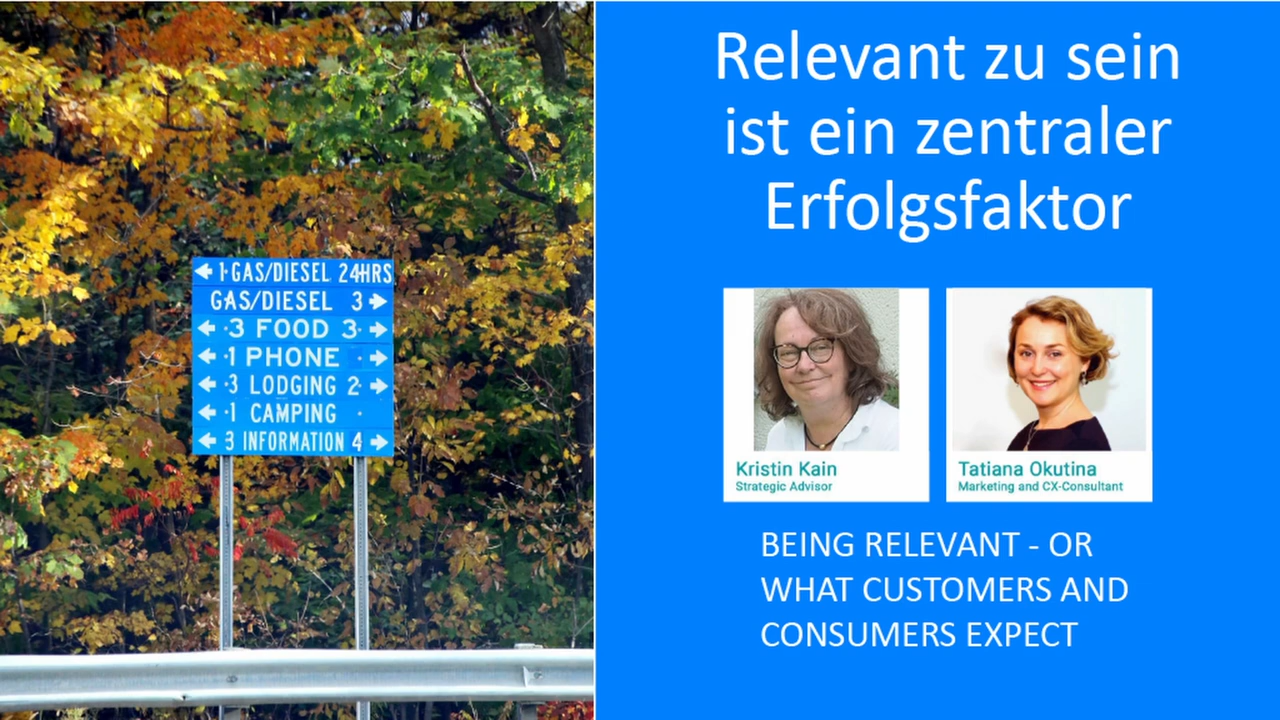 1 GAS/DIESEL 24HRS
GAS/DIESEL 3
3 FOOD 3
1 PHONE
3 LODGING 2
1 CAMPING
3 INFORMATION 4
Relevant zu sein
ist ein zentraler
Erfolgsfaktor
Kristin Kain
Strategic Advisor
Tatiana Okutina
Marketing and CX-Consultant
BEING RELEVANT - OR
WHAT CUSTOMERS AND
CONSUMERS EXPECT